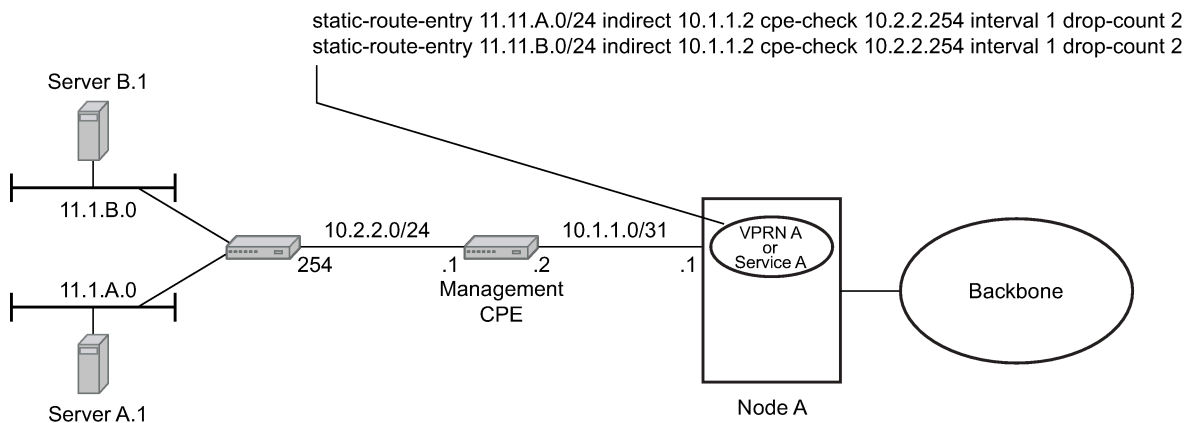 static-route-entry 11.11.A.0/24 indirect 10.1.1.2 cpe-check 10.2.2.254 interval 1 drop-count 2
static-route-entry 11.11.B.0/24 indirect 10.1.1.2 cpe-check 10.2.2.254 interval 1 drop-count 2
Server B.1
11.1.B.0
10.2.2.0/24
10.1.1.0/31
VPRN A
or
Service A
254
.1
.2
.1
Management
CPE
11.1.A.0
Backbone
Server A.1
Node A